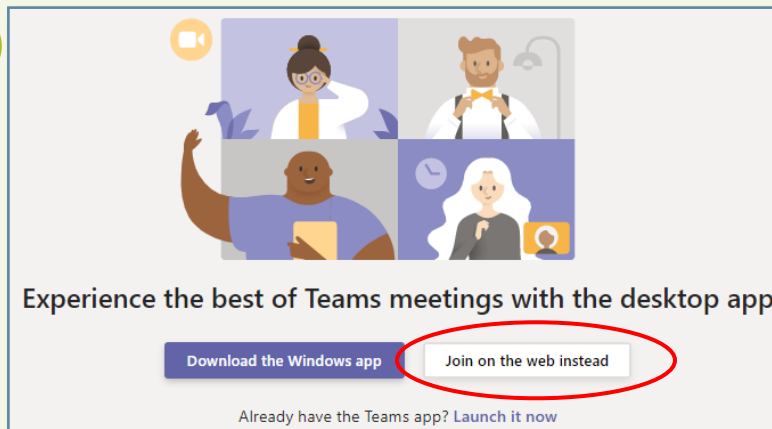 Experience the best of Teams meetings with the desktop app
Download the Windows app
Join on the web instead
Already have the Teams app? Launch it now